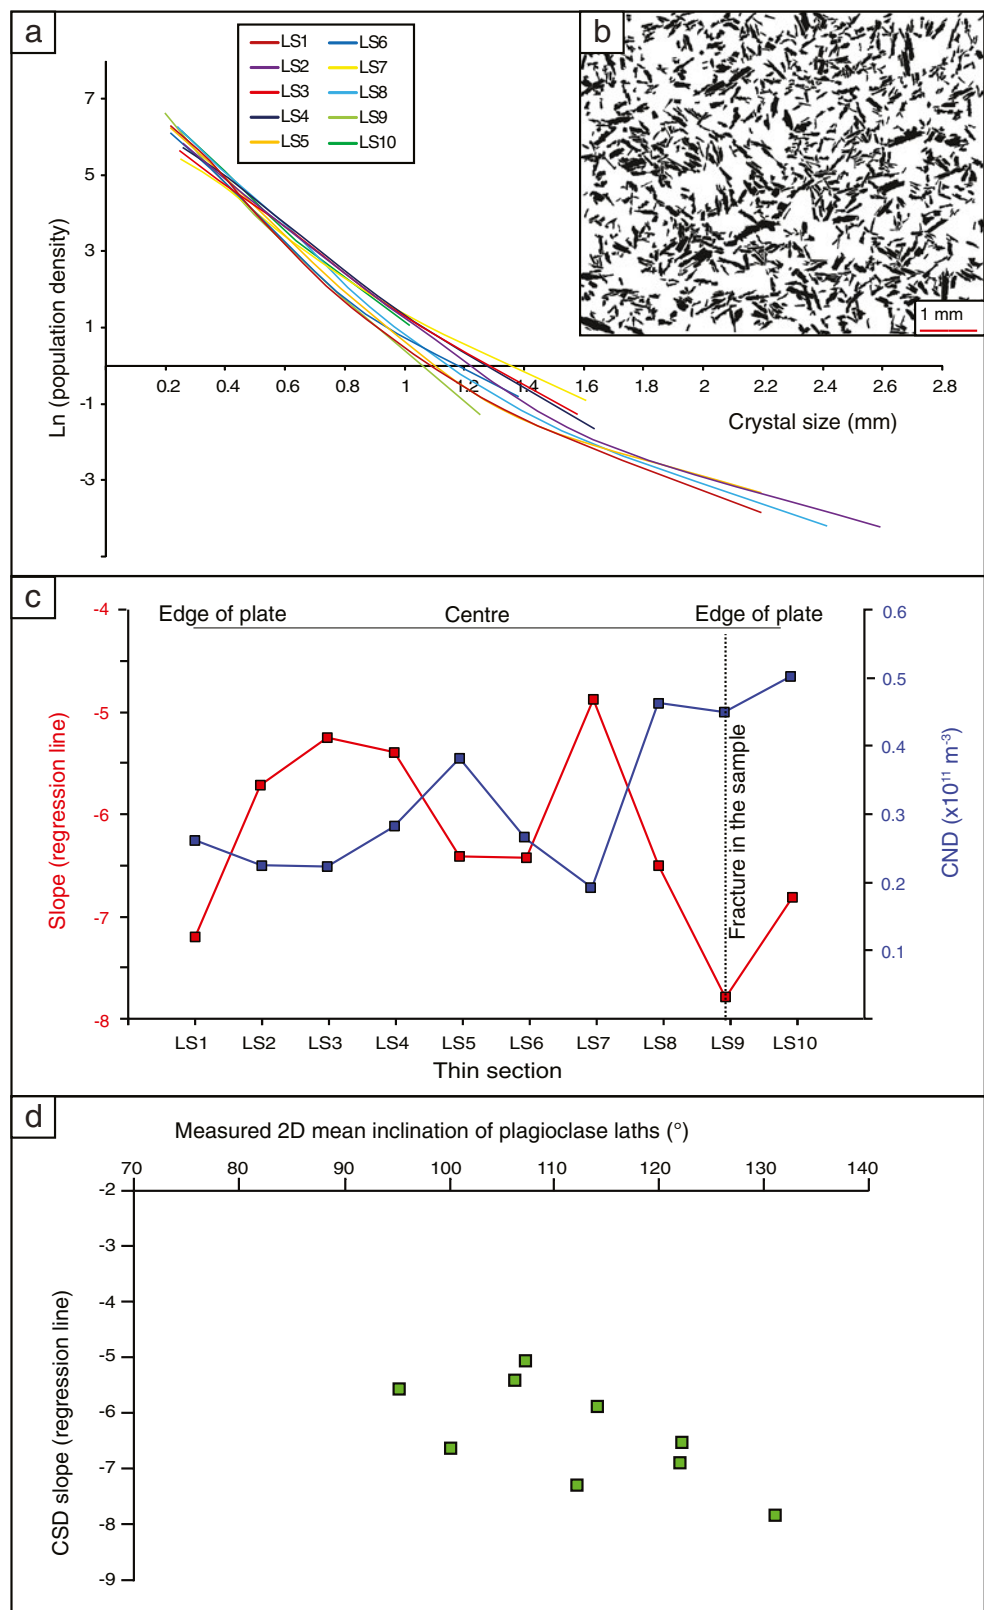 a
LS1 LS6
LS2 LS7
LS3 LS8
LS4 LS9
LS5 LS10
7
5
3
1
-1
-3
Ln (population density)
0.2 0.4 0.6 0.8 1 1.2 1.4 1.6 1.8 2 2.2 2.4 2.6 2.8
Crystal size (mm)
b
1 mm
c
Edge of plate Centre Edge of plate
-4
-5
-6
-7
-8
Slope (regression line)
0.6
0.5
0.4
0.3
0.2
0.1
CND (x10¹¹ m⁻³)
Fracture in the sample
LS1 LS2 LS3 LS4 LS5 LS6 LS7 LS8 LS9 LS10
Thin section
d
Measured 2D mean inclination of plagioclase laths (°)
70 80 90 100 110 120 130 140
-2
-3
-4
-5
-6
-7
-8
-9
CSD slope (regression line)